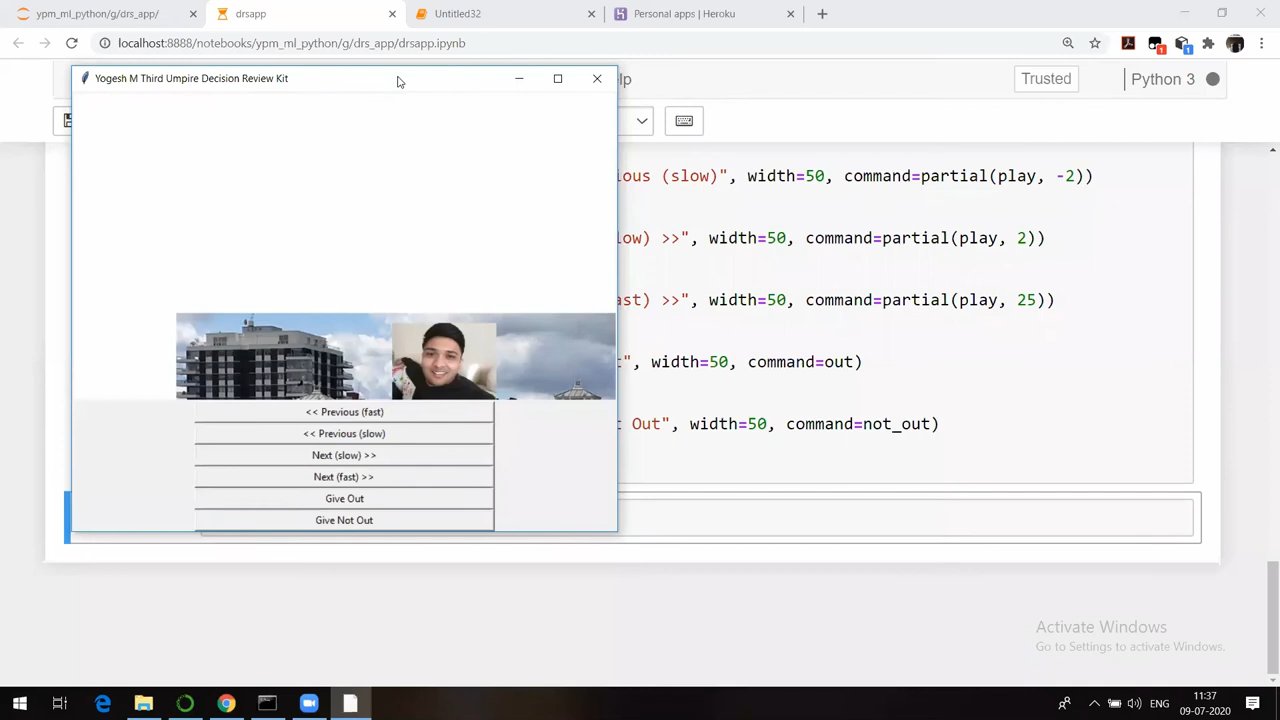 ypm_ml_python/g/drs_app/
drsapp
Untitled32
Personal apps | Heroku
localhost:8888/notebooks/ypm_ml_python/g/drs_app/drsapp.ipynb
1
1
Yogesh M Third Umpire Decision Review Kit
lp
Trusted
Python 3
ious (slow)", width=50, command=partial(play, -2))
low) >>", width=50, command=partial(play, 2))
ast) >>", width=50, command=partial(play, 25))
t", width=50, command=out)
t Out", width=50, command=not_out)
<< Previous (fast)
<< Previous (slow)
Next (slow) >>
Next (fast) >>
Give Out
Give Not Out
Activate Windows
Go to Settings to activate Windows.
ENG
11:37
09-07-2020